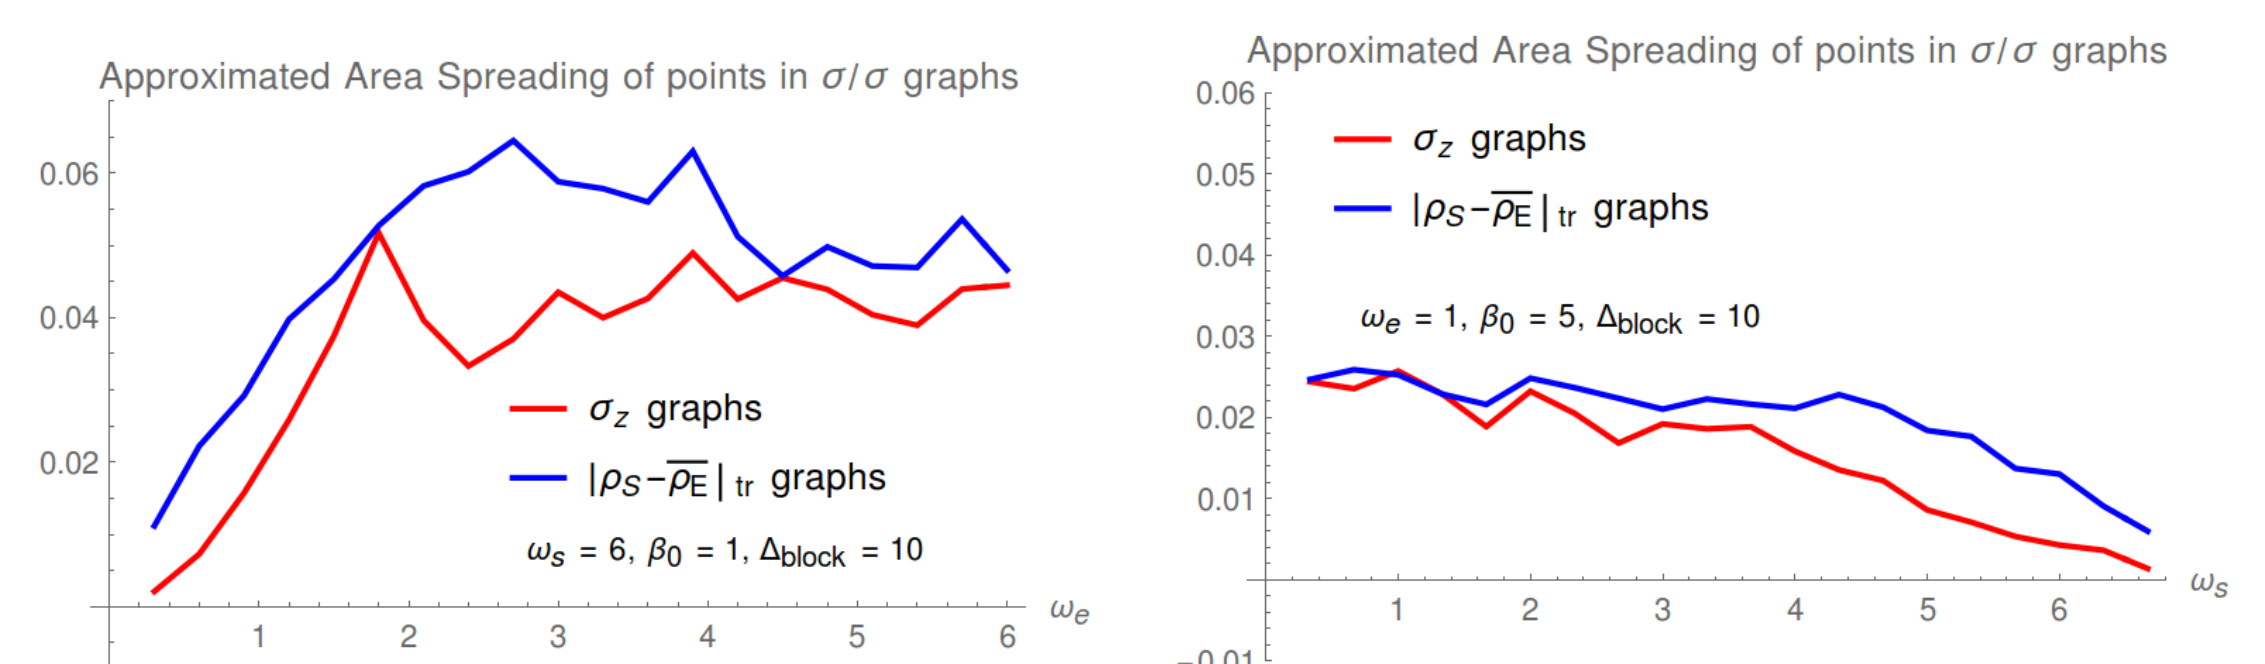 Approximated Area Spreading of points in σ/σ graphs
0.06
0.04
0.02
σz graphs
|ρS−ρ̅E̅|tr graphs
ωs = 6, β0 = 1, Δblock = 10
1 2 3 4 5 6
ωe
Approximated Area Spreading of points in σ/σ graphs
0.06
0.05
0.04
0.03
0.02
0.01
−0.01
σz graphs
|ρS−ρ̅E̅|tr graphs
ωe = 1, β0 = 5, Δblock = 10
1 2 3 4 5 6
ωs